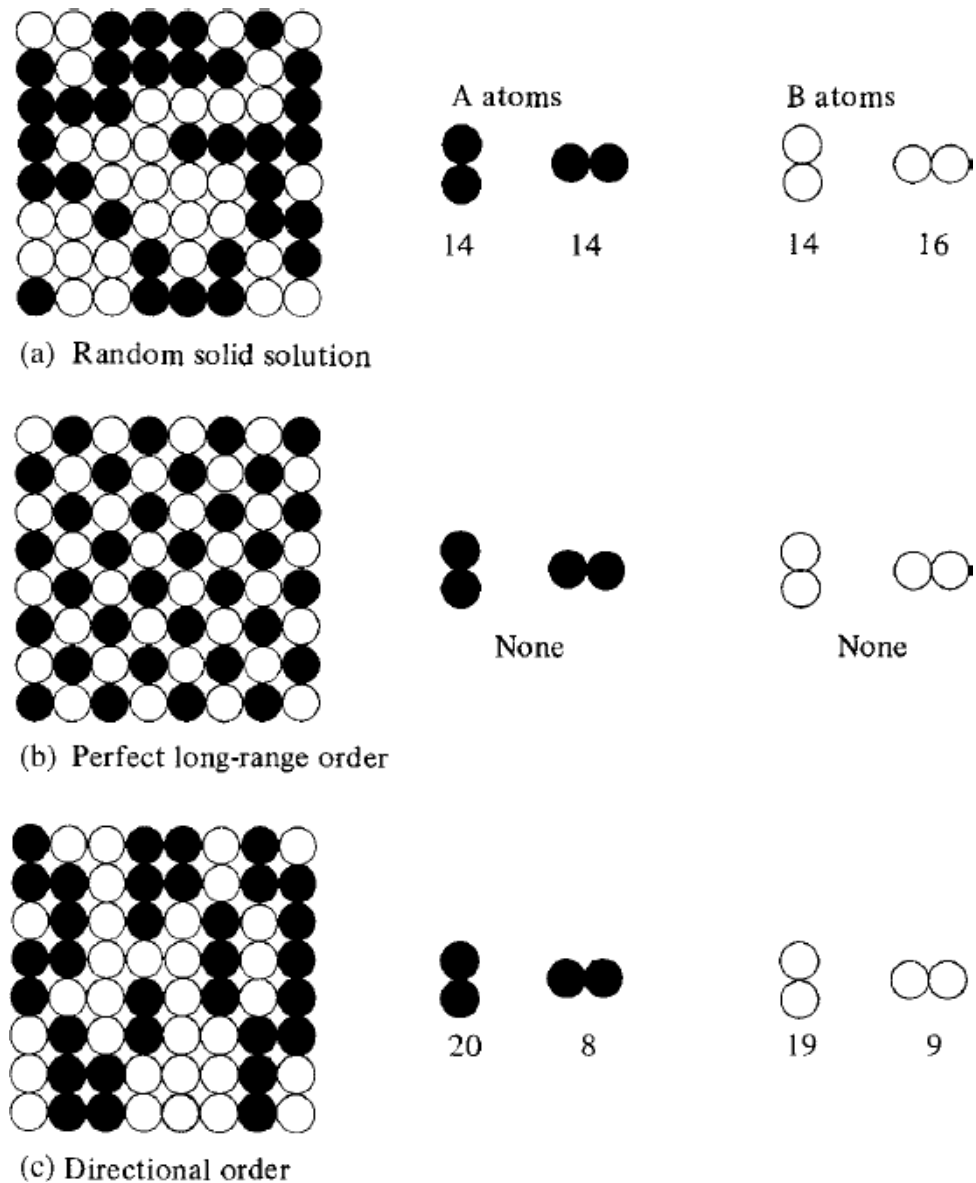 A atoms B atoms
14 14 14 16
(a) Random solid solution
None None
(b) Perfect long-range order
20 8 19 9
(c) Directional order